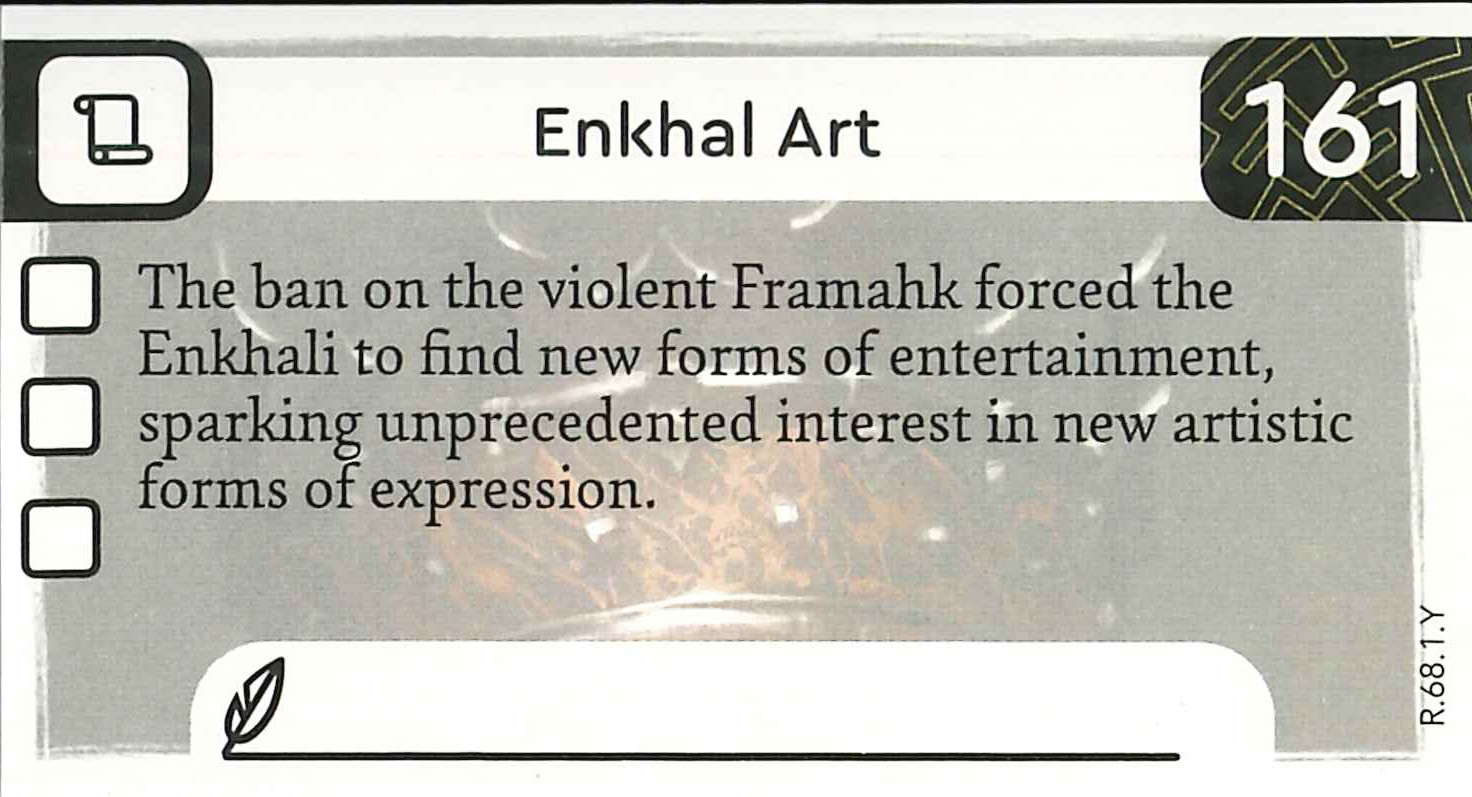 Enkhal Art
161
The ban on the violent Framahk forced the
Enkhali to find new forms of entertainment,
sparking unprecedented interest in new artistic
forms of expression.
R.68.1.Y